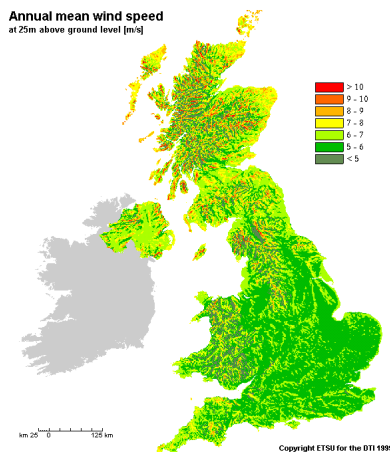 Annual mean wind speed
at 25m above ground level [m/s]
> 10
9 - 10
8 - 9
7 - 8
6 - 7
5 - 6
< 5
km 25 0 125 km
Copyright ETSU for the DTI 199